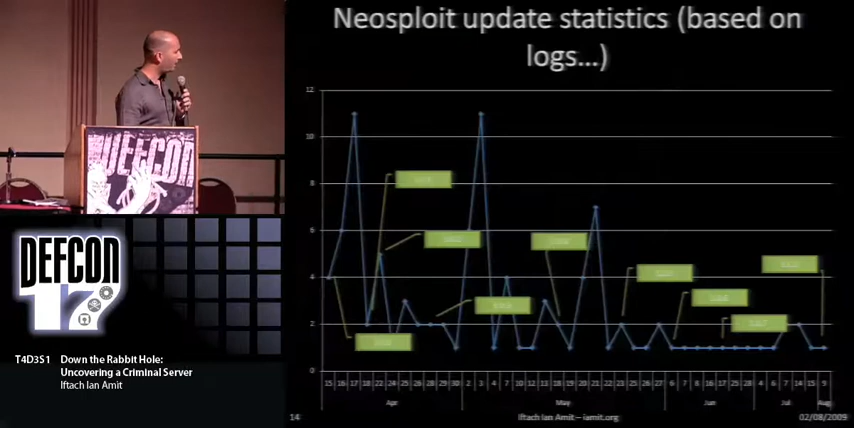 Neosploit update statistics (based on
logs...)
12
10
8
6
4
2
0
15 16 17 18 22 24 25 26 28 29 30 2 3 4 7 10 12 13 18 19 20 21 22 23 25 26 27 6 7 8 9 16 17 25 28 4 6 7 14 15 9
Apr May Jun Jul Aug
14 Iftach Ian Amit – iamit.org 02/08/2009
DEFCON
DEFCON
17
T4D3S1 Down the Rabbit Hole:
Uncovering a Criminal Server
Iftach Ian Amit